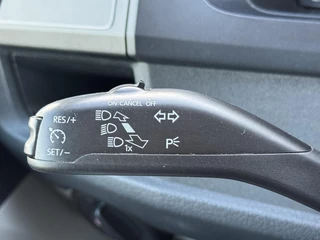 ON CANCEL OFF
RES/+
SET/-
1x
P